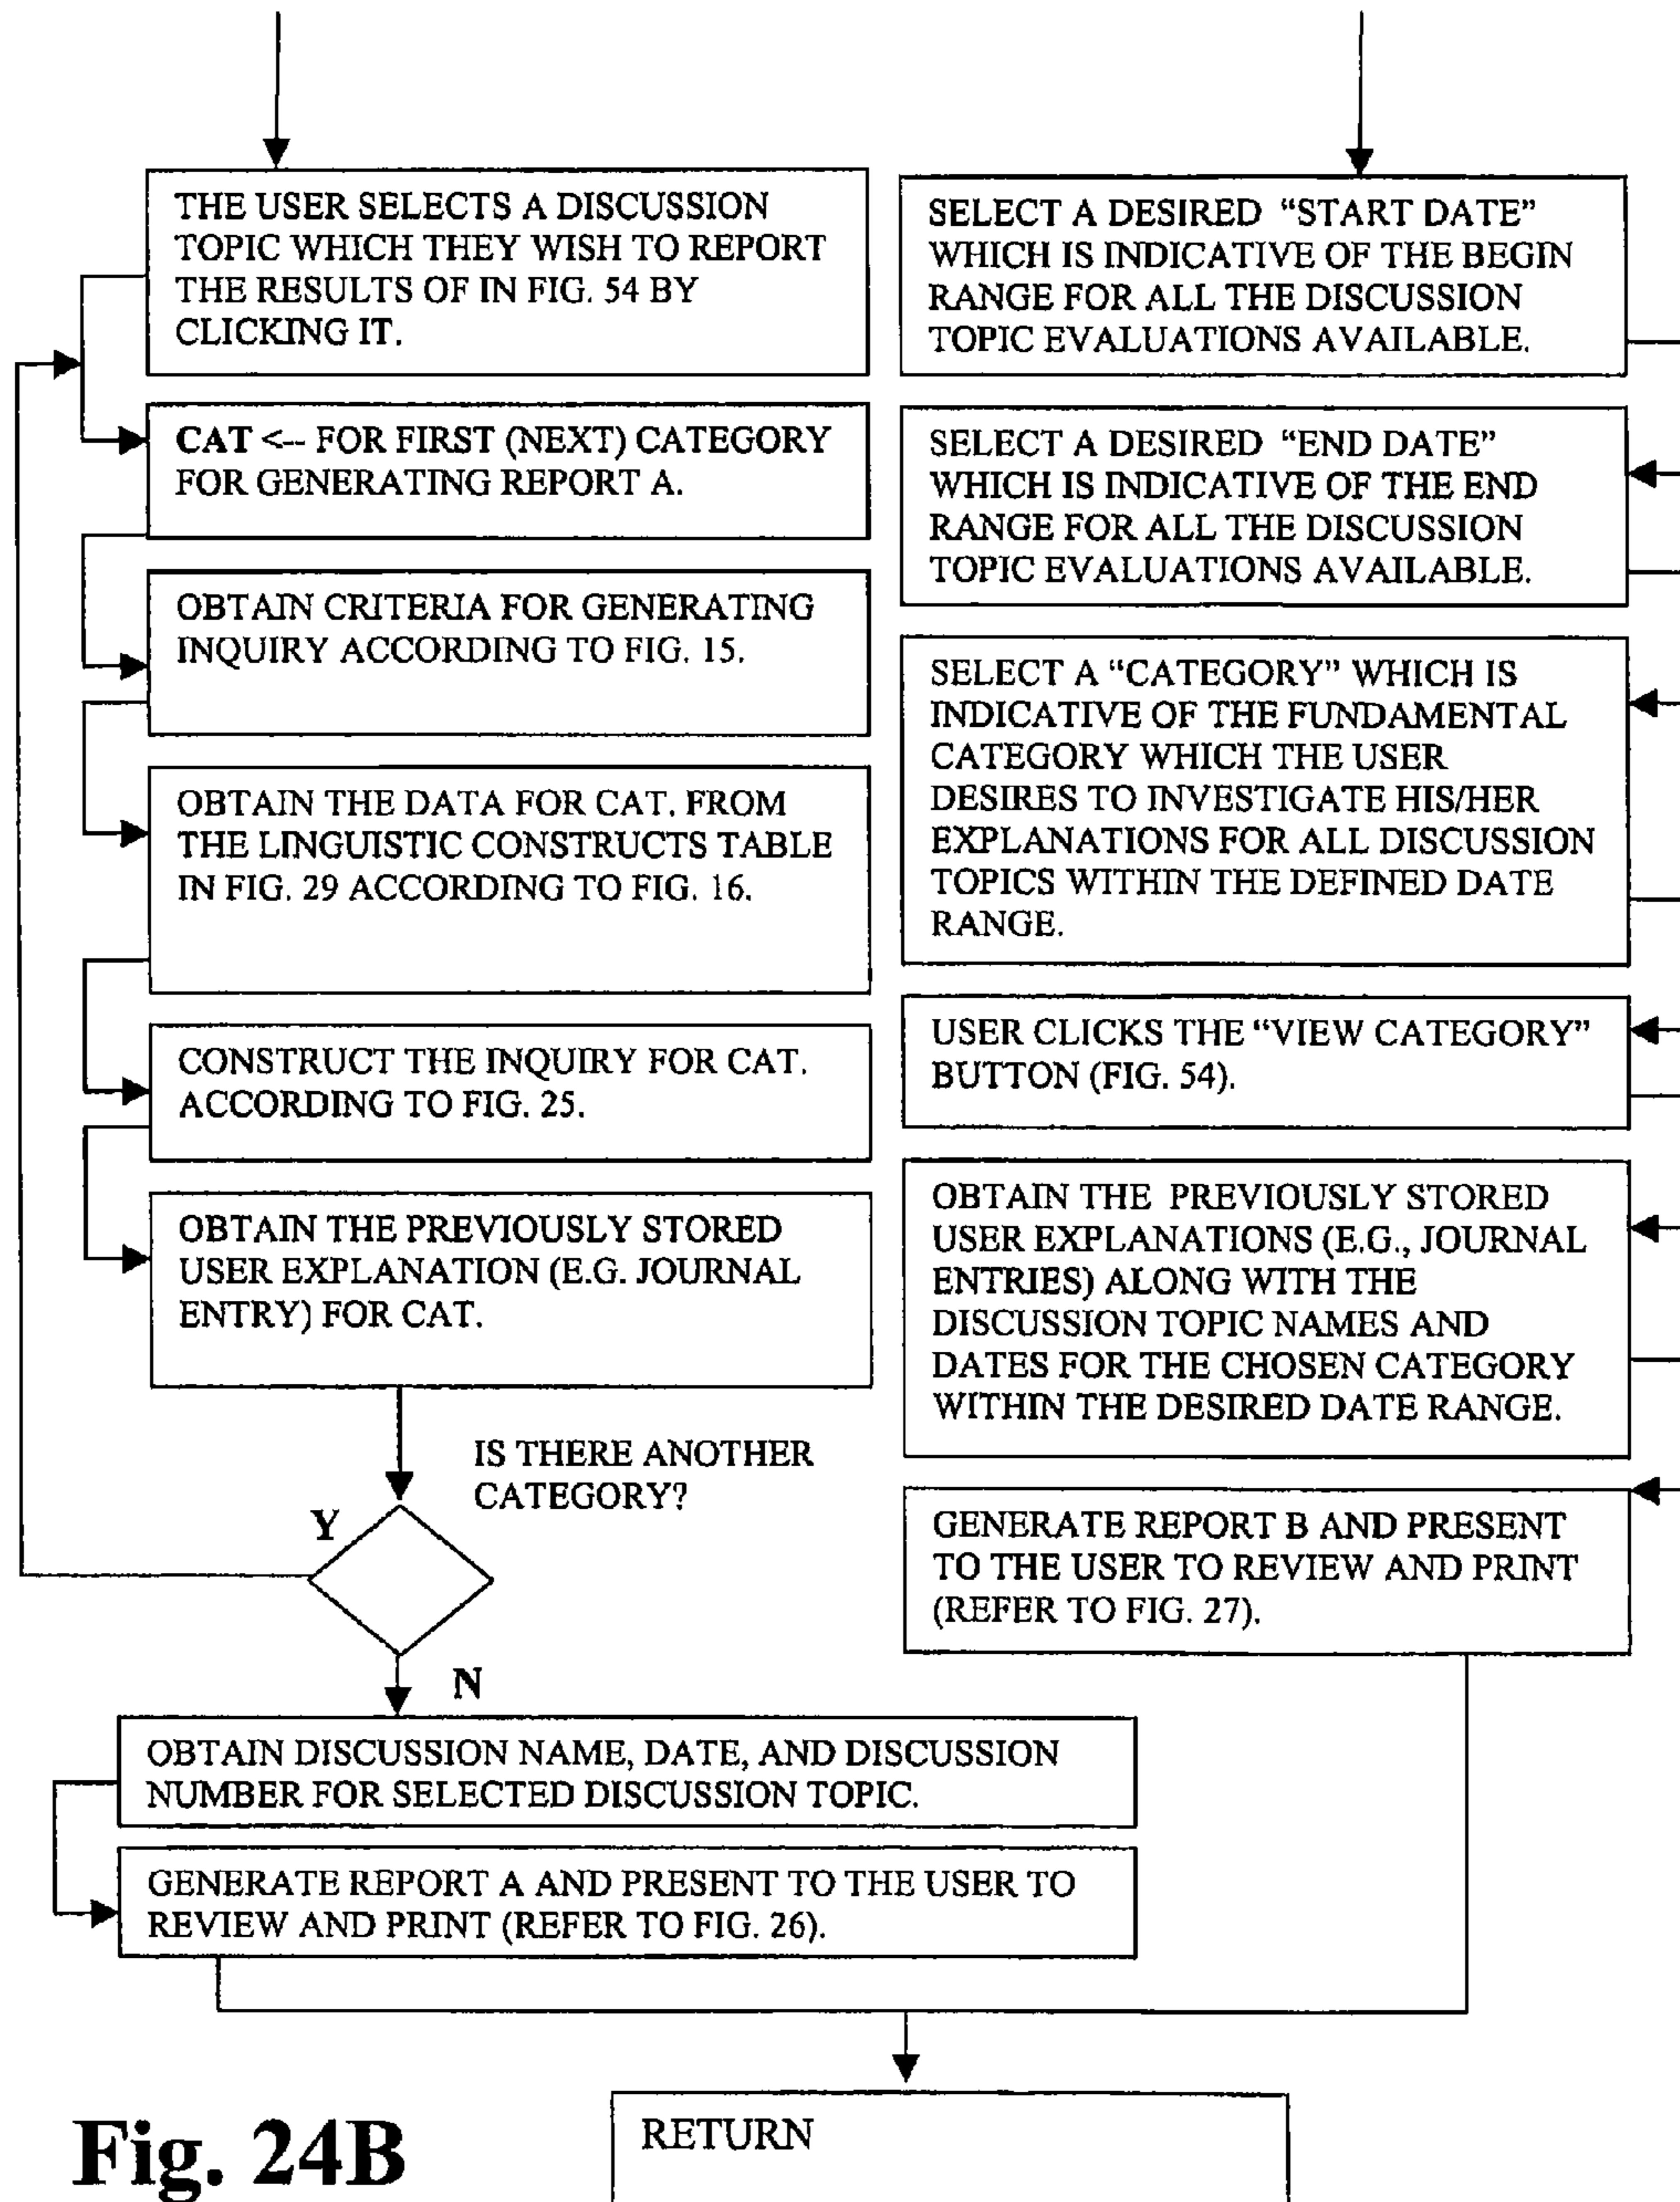 THE USER SELECTS A DISCUSSION
TOPIC WHICH THEY WISH TO REPORT
THE RESULTS OF IN FIG. 54 BY
CLICKING IT.
CAT <-- FOR FIRST (NEXT) CATEGORY
FOR GENERATING REPORT A.
OBTAIN CRITERIA FOR GENERATING
INQUIRY ACCORDING TO FIG. 15.
OBTAIN THE DATA FOR CAT. FROM
THE LINGUISTIC CONSTRUCTS TABLE
IN FIG. 29 ACCORDING TO FIG. 16.
CONSTRUCT THE INQUIRY FOR CAT.
ACCORDING TO FIG. 25.
OBTAIN THE PREVIOUSLY STORED
USER EXPLANATION (E.G. JOURNAL
ENTRY) FOR CAT.
IS THERE ANOTHER
CATEGORY?
Y
N
OBTAIN DISCUSSION NAME, DATE, AND DISCUSSION
NUMBER FOR SELECTED DISCUSSION TOPIC.
GENERATE REPORT A AND PRESENT TO THE USER TO
REVIEW AND PRINT (REFER TO FIG. 26).
SELECT A DESIRED "START DATE"
WHICH IS INDICATIVE OF THE BEGIN
RANGE FOR ALL THE DISCUSSION
TOPIC EVALUATIONS AVAILABLE.
SELECT A DESIRED "END DATE"
WHICH IS INDICATIVE OF THE END
RANGE FOR ALL THE DISCUSSION
TOPIC EVALUATIONS AVAILABLE.
SELECT A "CATEGORY" WHICH IS
INDICATIVE OF THE FUNDAMENTAL
CATEGORY WHICH THE USER
DESIRES TO INVESTIGATE HIS/HER
EXPLANATIONS FOR ALL DISCUSSION
TOPICS WITHIN THE DEFINED DATE
RANGE.
USER CLICKS THE "VIEW CATEGORY"
BUTTON (FIG. 54).
OBTAIN THE PREVIOUSLY STORED
USER EXPLANATIONS (E.G., JOURNAL
ENTRIES) ALONG WITH THE
DISCUSSION TOPIC NAMES AND
DATES FOR THE CHOSEN CATEGORY
WITHIN THE DESIRED DATE RANGE.
GENERATE REPORT B AND PRESENT
TO THE USER TO REVIEW AND PRINT
(REFER TO FIG. 27).
RETURN
Fig. 24B